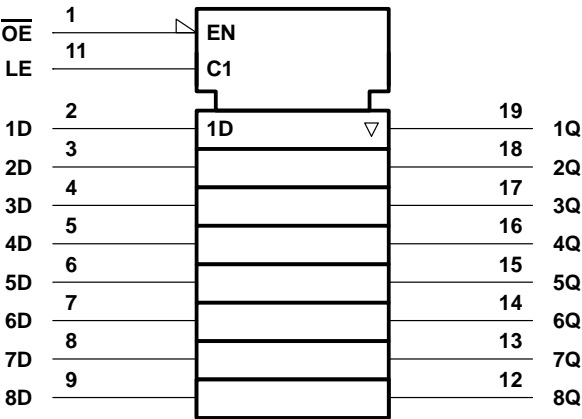 1
O̅E̅ EN
11
LE C1
2 19
1D 1D ▽ 1Q
3 18
2D 2Q
4 17
3D 3Q
5 16
4D 4Q
6 15
5D 5Q
7 14
6D 6Q
8 13
7D 7Q
9 12
8D 8Q